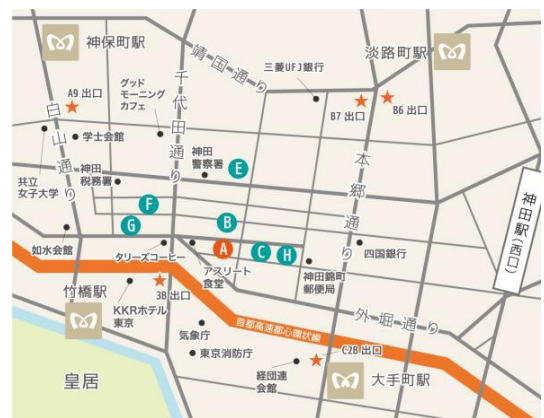 神保町駅
淡路町駅
靖国通り
三菱UFJ銀行
A9 出口
グッド
モーニング
カフェ
千代田通り
B7 出口
B6 出口
白山通り
学士会館
神田
警察署
E
本郷通り
共立
女子大学
神田
税務署
F
G
B
神田駅(西口)
如水会館
タリーズコーヒー
A
C
H
四国銀行
アスリート
食堂
神田錦町
郵便局
竹橋駅
3B 出口
KKRホテル
東京
外堀通り
首都高速都心環状線
気象庁
東京消防庁
C2B 出口
経団連
会館
皇居
大手町駅